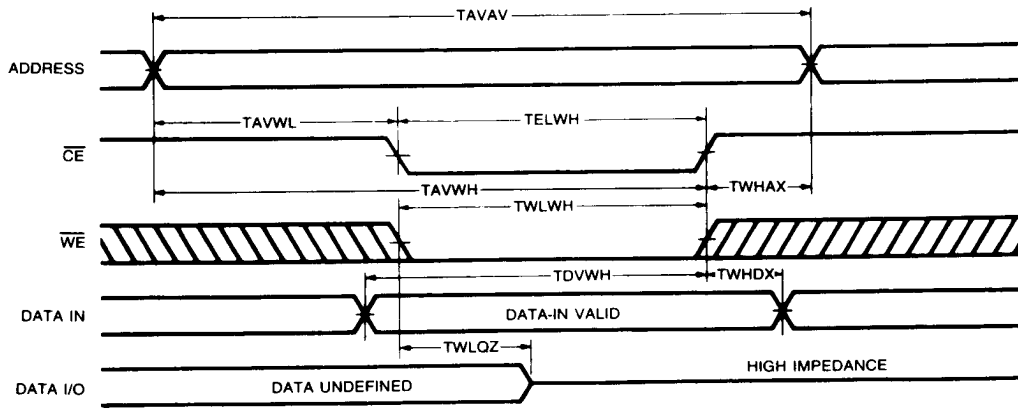 TAVAV
ADDRESS
TAVWL
TELWH
CE
TAVWH
TWHAX
TWLWH
WE
TDVWH
TWHDX
DATA IN
DATA-IN VALID
TWLQZ
HIGH IMPEDANCE
DATA I/O
DATA UNDEFINED